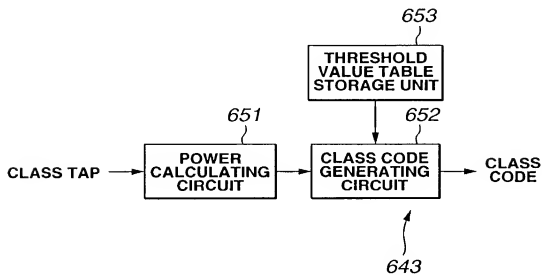 653
THRESHOLD
VALUE TABLE
STORAGE UNIT
651
652
CLASS TAP
POWER
CALCULATING
CIRCUIT
CLASS CODE
GENERATING
CIRCUIT
CLASS
CODE
643